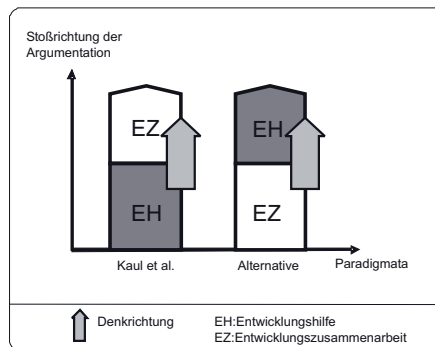 Stoßrichtung der
Argumentation
EZ
EH
EH
EZ
Kaul et al.
Alternative
Paradigmata
Denkrichtung
EH:Entwicklungshilfe
EZ:Entwicklungszusammenarbeit